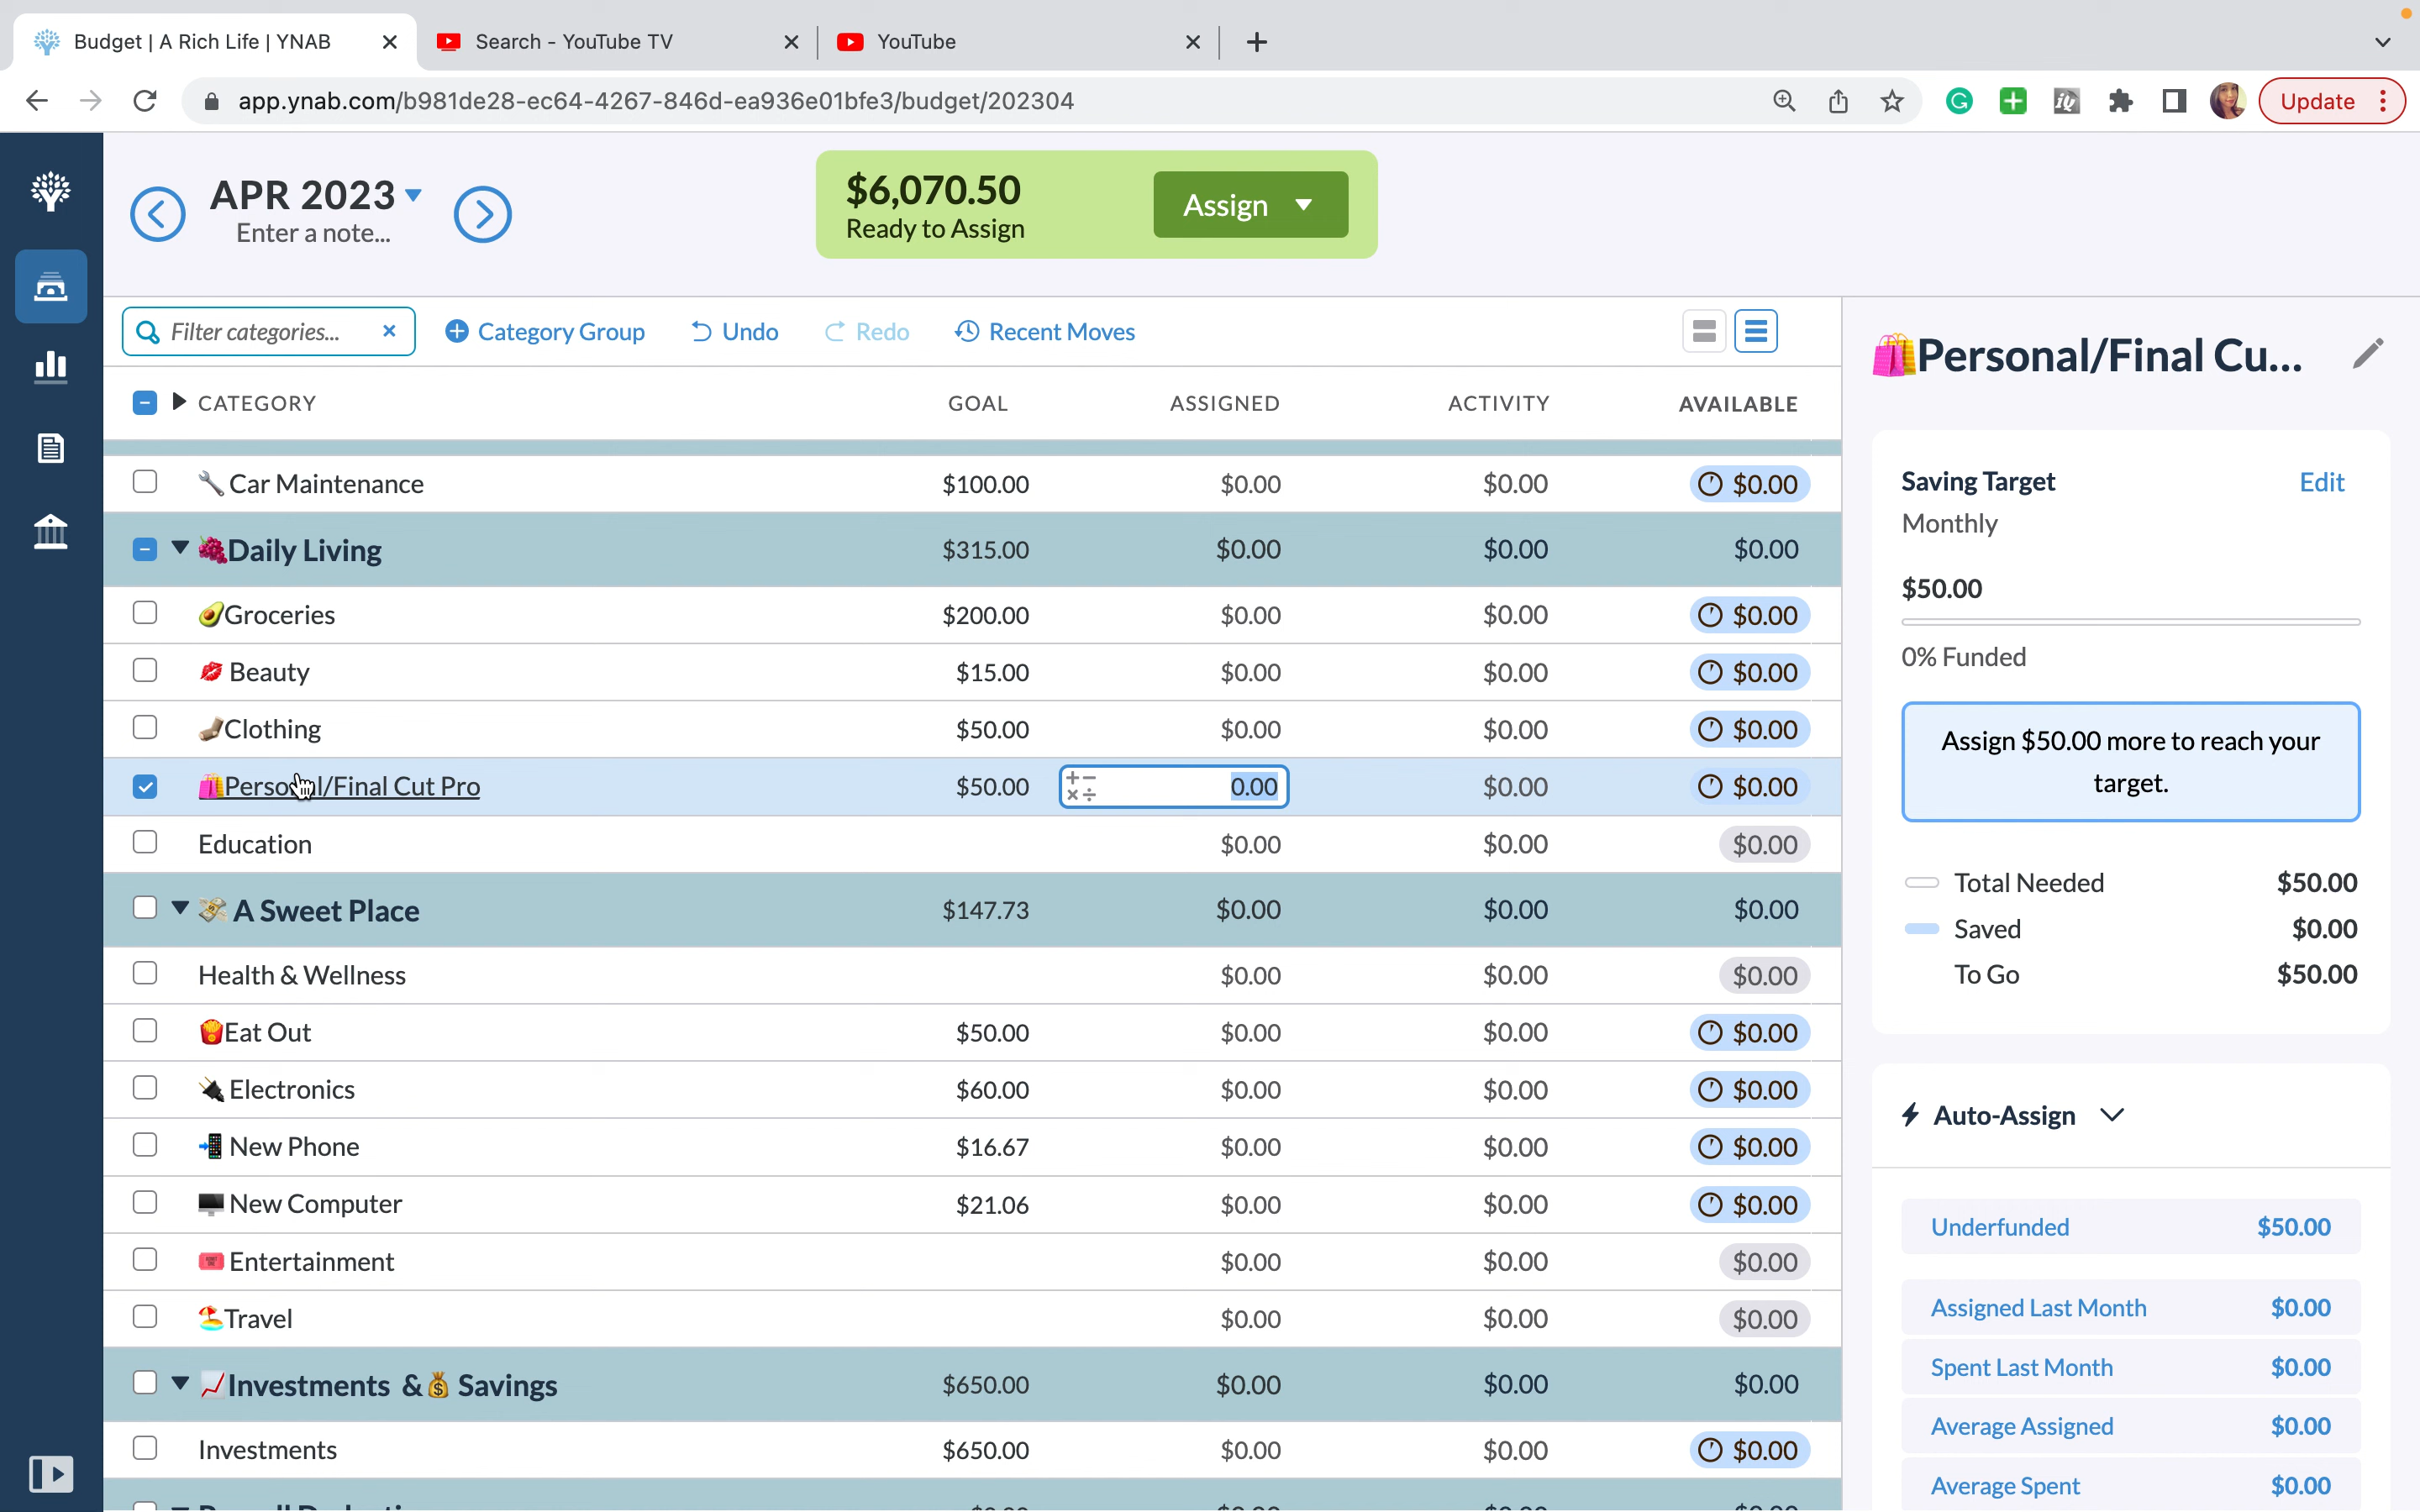 Budget | A Rich Life | YNAB
Search - YouTube TV
YouTube
app.ynab.com/b981de28-ec64-4267-846d-ea936e01bfe3/budget/202304
Update
APR 2023
Enter a note...
$6,070.50
Ready to Assign
Assign
Filter categories...
Category Group
Undo
Redo
Recent Moves
CATEGORY GOAL ASSIGNED ACTIVITY AVAILABLE
Car Maintenance $100.00 $0.00 $0.00 $0.00
Daily Living $315.00 $0.00 $0.00 $0.00
Groceries $200.00 $0.00 $0.00 $0.00
Beauty $15.00 $0.00 $0.00 $0.00
Clothing $50.00 $0.00 $0.00 $0.00
Personal/Final Cut Pro $50.00 0.00 $0.00 $0.00
Education $0.00 $0.00 $0.00
A Sweet Place $147.73 $0.00 $0.00 $0.00
Health & Wellness $0.00 $0.00 $0.00
Eat Out $50.00 $0.00 $0.00 $0.00
Electronics $60.00 $0.00 $0.00 $0.00
New Phone $16.67 $0.00 $0.00 $0.00
New Computer $21.06 $0.00 $0.00 $0.00
Entertainment $0.00 $0.00 $0.00
Travel $0.00 $0.00 $0.00
Investments & Savings $650.00 $0.00 $0.00 $0.00
Investments $650.00 $0.00 $0.00 $0.00
Personal/Final Cu...
Saving Target
Edit
Monthly
$50.00
0% Funded
Assign $50.00 more to reach your
target.
Total Needed $50.00
Saved $0.00
To Go $50.00
Auto-Assign
Underfunded $50.00
Assigned Last Month $0.00
Spent Last Month $0.00
Average Assigned $0.00
Average Spent $0.00